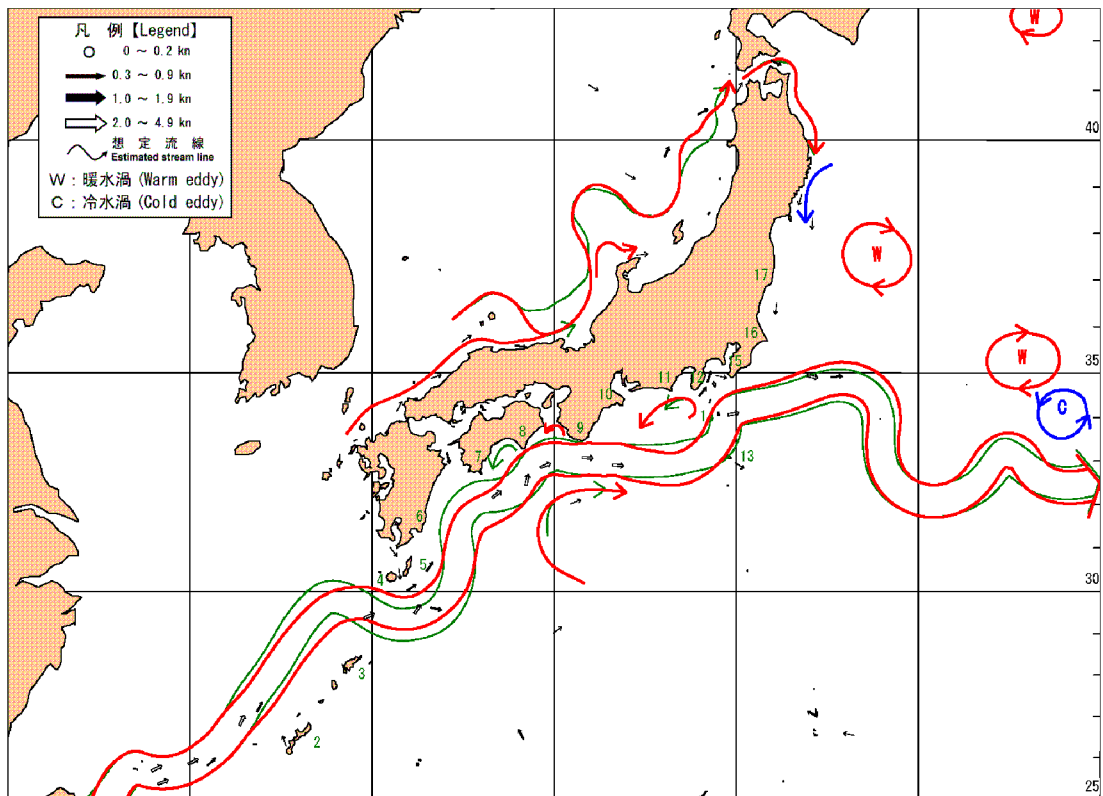 凡 例【Legend】
0 ~ 0.2 kn
0.3 ~ 0.9 kn
1.0 ~ 1.9 kn
2.0 ~ 4.9 kn
想 定 流 線
Estimated stream line
W : 暖水渦 (Warm eddy)
C : 冷水渦 (Cold eddy)
W
40
W
17
16
35
15
W
11
12
10
C
1
9
8
7
13
6
5
4
30
3
2
25